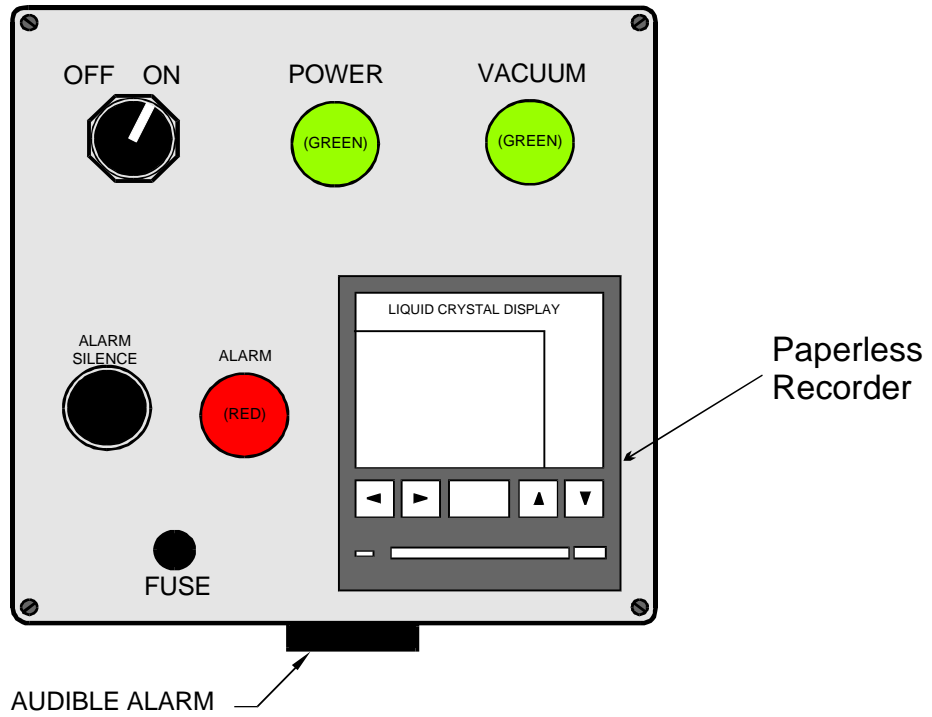 OFF ON
POWER
VACUUM
(GREEN)
(GREEN)
LIQUID CRYSTAL DISPLAY
ALARM
SILENCE
ALARM
(RED)
Paperless
Recorder
FUSE
AUDIBLE ALARM